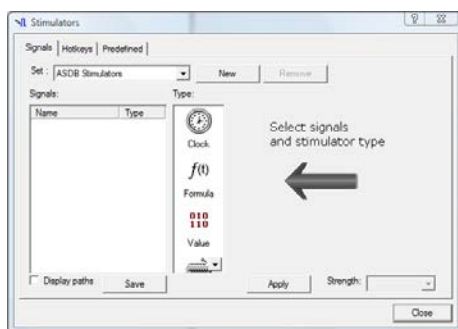 Stimulators
Signals Hotkeys Predefined
Set : ASDB Stimulators New Remove
Signals: Type:
Name Type
Clock
Select signals
and stimulator type
f(t)
Formula
010
110
Value
Display paths Save Apply Strength:
Close